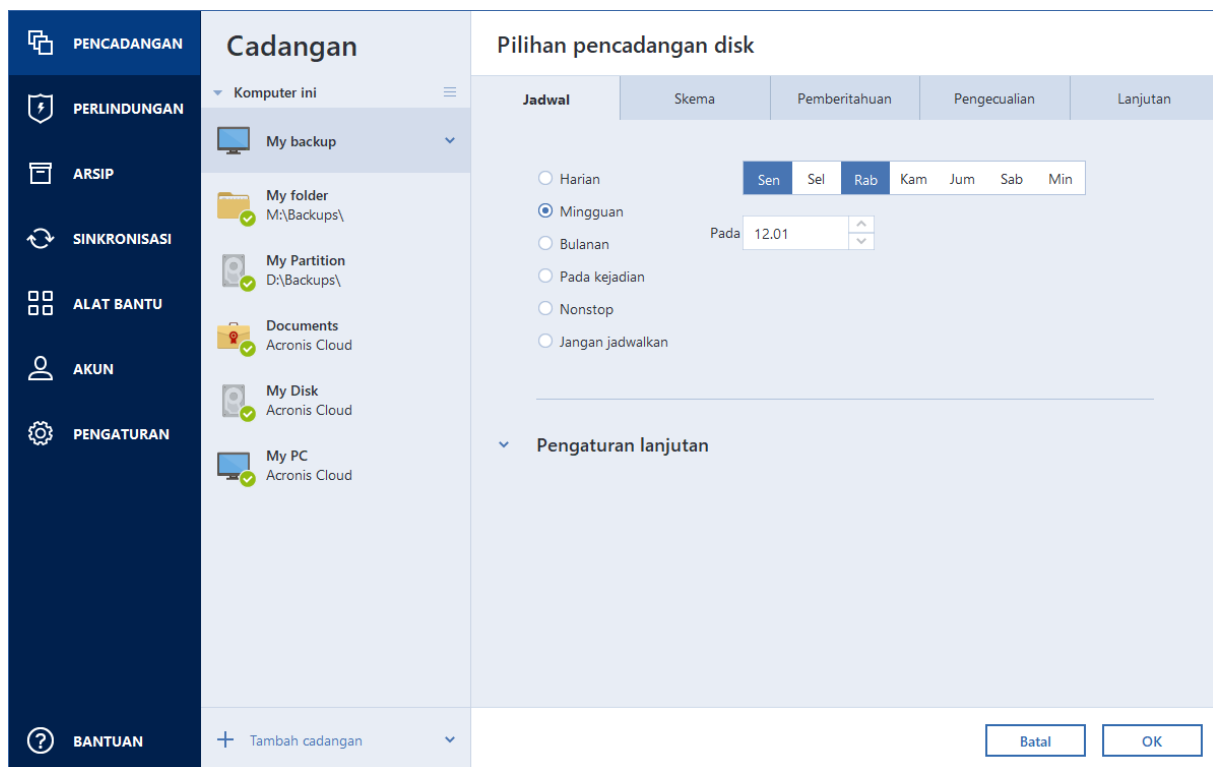 PENCADANGAN
PERLINDUNGAN
ARSIP
SINKRONISASI
ALAT BANTU
AKUN
PENGATURAN
BANTUAN
Cadangan
Komputer ini
My backup
My folder
M:\Backups\
My Partition
D:\Backups\
Documents
Acronis Cloud
My Disk
Acronis Cloud
My PC
Acronis Cloud
Tambah cadangan
Pilihan pencadangan disk
Jadwal Skema Pemberitahuan Pengecualian Lanjutan
Harian
Mingguan
Bulanan
Pada kejadian
Nonstop
Jangan jadwalkan
Sen Sel Rab Kam Jum Sab Min
Pada 12.01
Pengaturan lanjutan
Batal OK